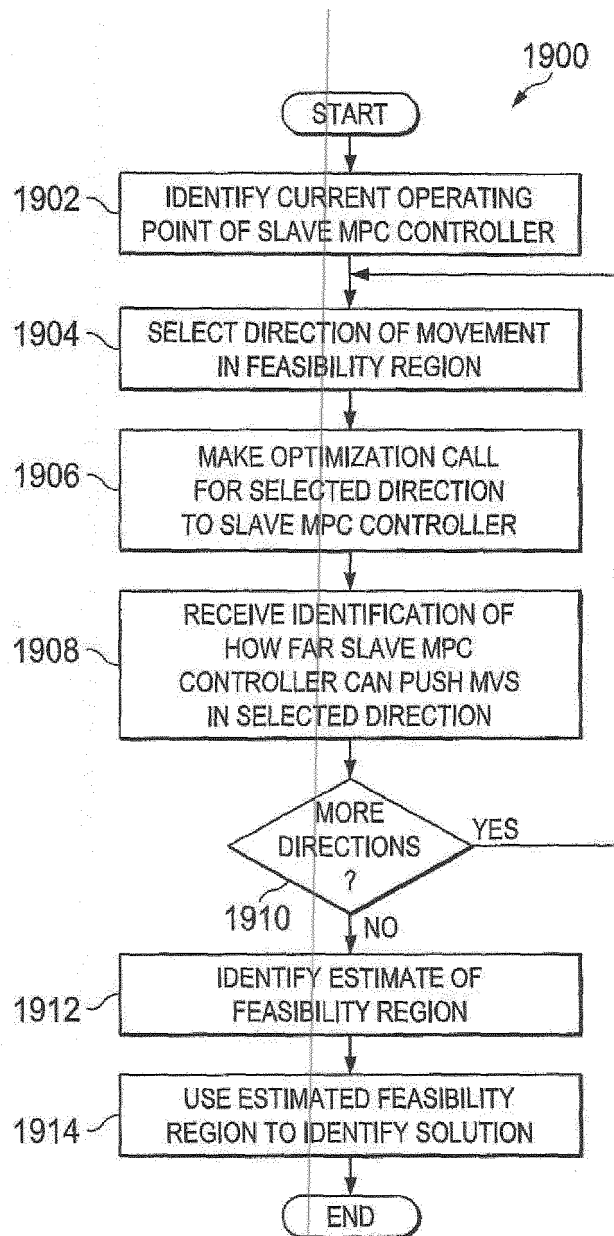 1900
START
1902
IDENTIFY CURRENT OPERATING
POINT OF SLAVE MPC CONTROLLER
1904
SELECT DIRECTION OF MOVEMENT
IN FEASIBILITY REGION
1906
MAKE OPTIMIZATION CALL
FOR SELECTED DIRECTION
TO SLAVE MPC CONTROLLER
1908
RECEIVE IDENTIFICATION OF
HOW FAR SLAVE MPC
CONTROLLER CAN PUSH MVS
IN SELECTED DIRECTION
MORE
DIRECTIONS
?
YES
1910
NO
1912
IDENTIFY ESTIMATE OF
FEASIBILITY REGION
1914
USE ESTIMATED FEASIBILITY
REGION TO IDENTIFY SOLUTION
END